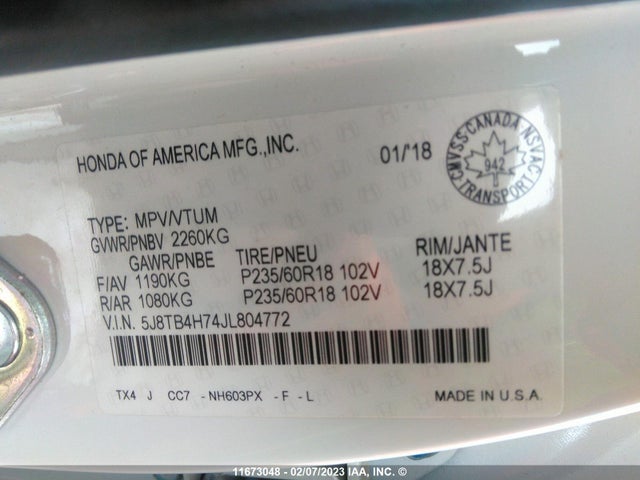 HONDA OF AMERICA MFG.,INC.
01/'18
CMVSS·CANADA·NSVAC
942
TRANSPORT
TYPE: MPV/VTUM
GVWR/PNBV 2260KG
GAWR/PNBE TIRE/PNEU RIM/JANTE
F/AV 1190KG P235/60R18 102V 18X7.5J
R/AR 1080KG P235/60R18 102V 18X7.5J
V.I.N. 5J8TB4H74JL804772
TX4 J CC7 - NH603PX - F - L MADE IN U.S.A.
11673048 - 02/07/2023 IAA, INC. ©